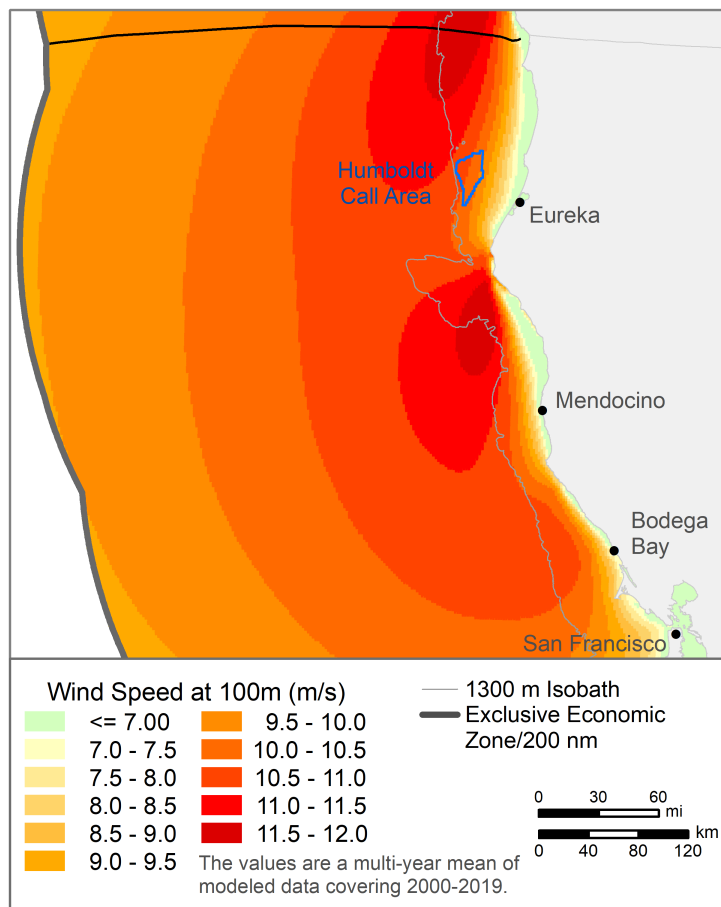 Humboldt
Call Area
Eureka
Mendocino
Bodega
Bay
San Francisco
Wind Speed at 100m (m/s)
<= 7.00
7.0 - 7.5
7.5 - 8.0
8.0 - 8.5
8.5 - 9.0
9.0 - 9.5
9.5 - 10.0
10.0 - 10.5
10.5 - 11.0
11.0 - 11.5
11.5 - 12.0
The values are a multi-year mean of
modeled data covering 2000-2019.
1300 m Isobath
Exclusive Economic
Zone/200 nm
0 30 60
mi
km
0 40 80 120